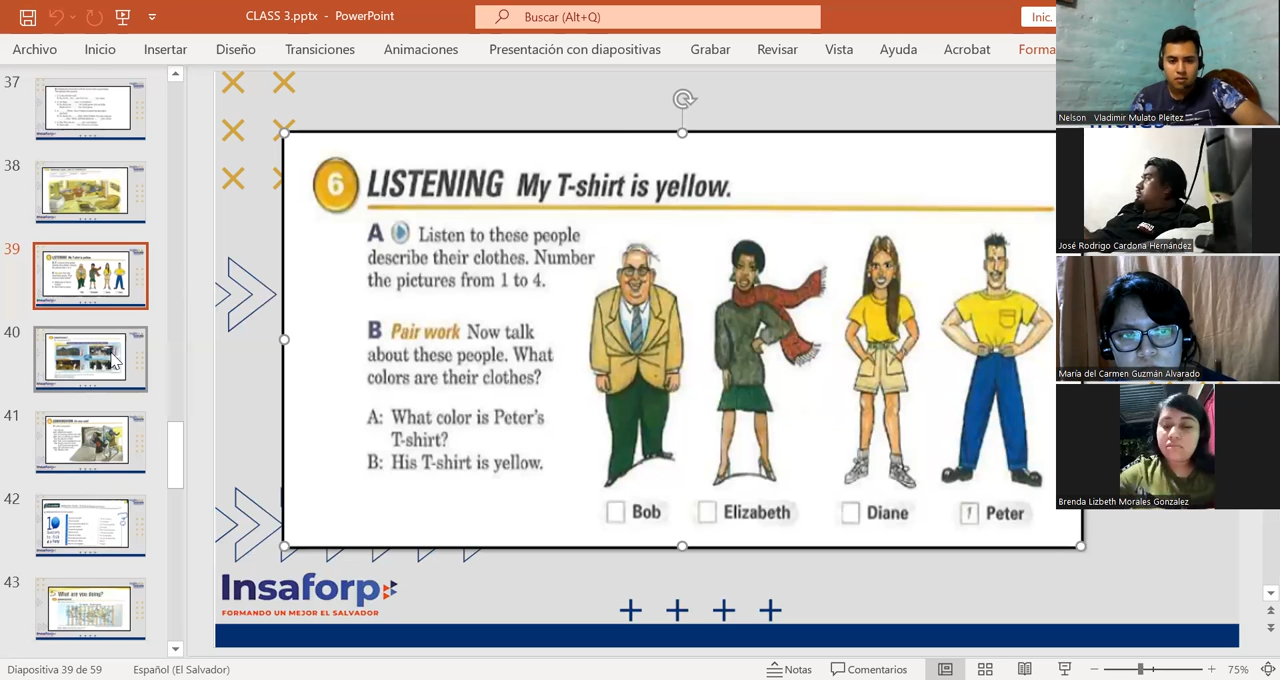 CLASS 3.pptx - PowerPoint
Buscar (Alt+Q)
Inic.
Archivo Inicio Insertar Diseño Transiciones Animaciones Presentación con diapositivas Grabar Revisar Vista Ayuda Acrobat Forma
37
38
39
40
41
42
43
What are you doing?
6 LISTENING My T-shirt is yellow.
A Listen to these people
describe their clothes. Number
the pictures from 1 to 4.
B Pair work Now talk
about these people. What
colors are their clothes?
A: What color is Peter's
T-shirt?
B: His T-shirt is yellow.
Bob Elizabeth Diane 1 Peter
Insaforp
FORMANDO UN MEJOR EL SALVADOR
Nelson Vladimir Mulato Pleitez
José Rodrigo Cardona Hernández
María del Carmen Guzmán Alvarado
Brenda Lizbeth Morales Gonzalez
Diapositiva 39 de 59 Español (El Salvador) Notas Comentarios 75%